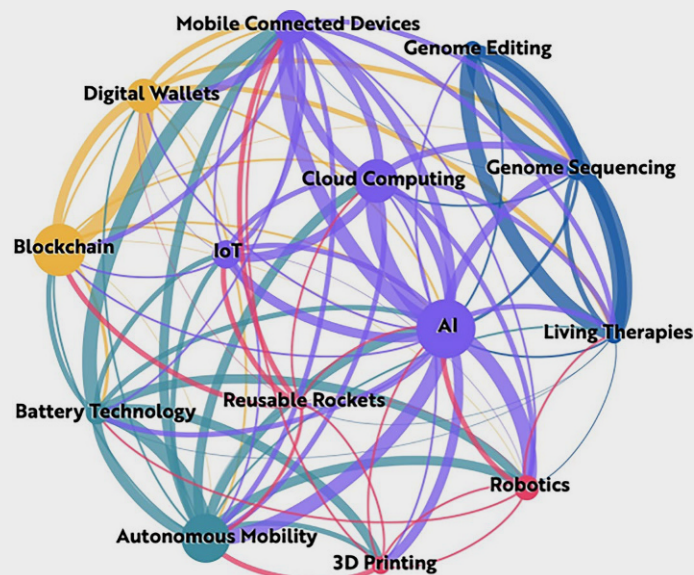 Mobile Connected Devices
Genome Editing
Digital Wallets
Genome Sequencing
Cloud Computing
Blockchain
IoT
AI
Living Therapies
Reusable Rockets
Battery Technology
Robotics
Autonomous Mobility
3D Printing